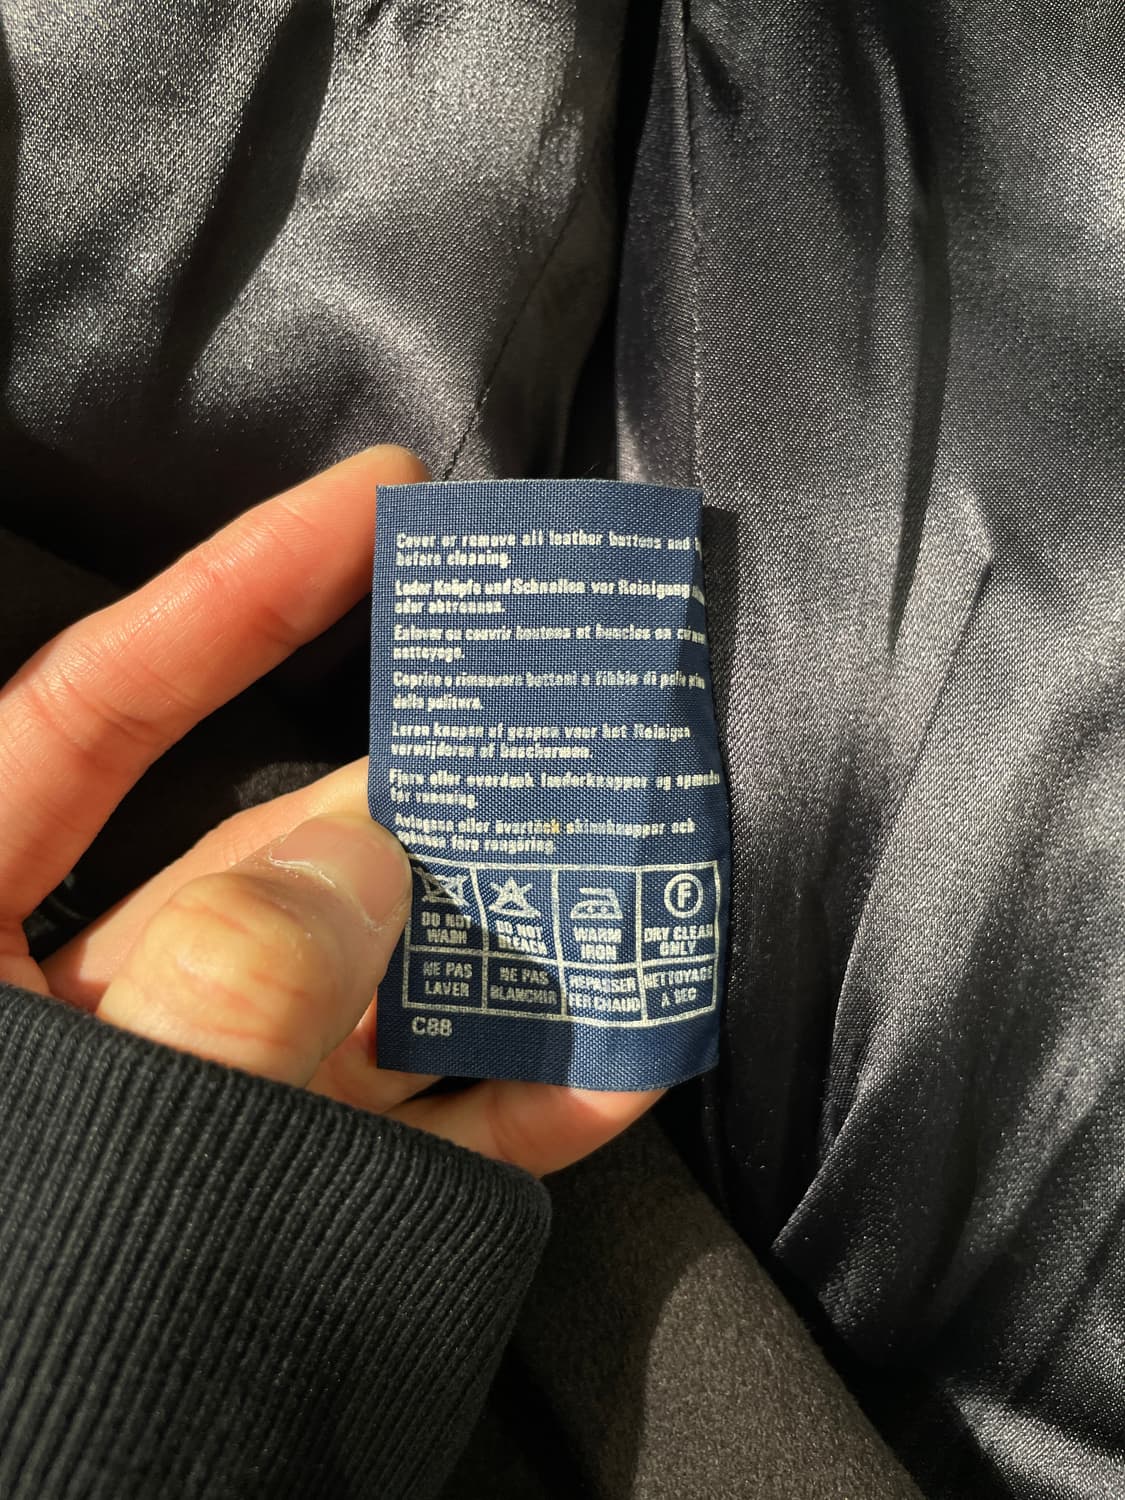 Cover or remove all leather buttons and
before cleaning.
Leder Knöpfe und Schnallen vor Reinigung
oder abtrennen.
Enlever ou couvrir boutons et boucles en cuir
nettoyage.
Coprire o rimuovere bottoni e fibbie di pelle
della pulitura.
Leren knopen of gespen voor het Reinigen
verwijderen of beschermen.
Fjern eller overdæk læderknapper og spænder
før rensning.
eller overtäck skinnknapper och
före rengöring.
F
DO NOT
WASH
DO NOT
BLEACH
WARM
IRON
DRY CLEAN
ONLY
NE PAS
LAVER
NE PAS
BLANCHIR
REPASSER
FER CHAUD
NETTOYAGE
A SEC
C88